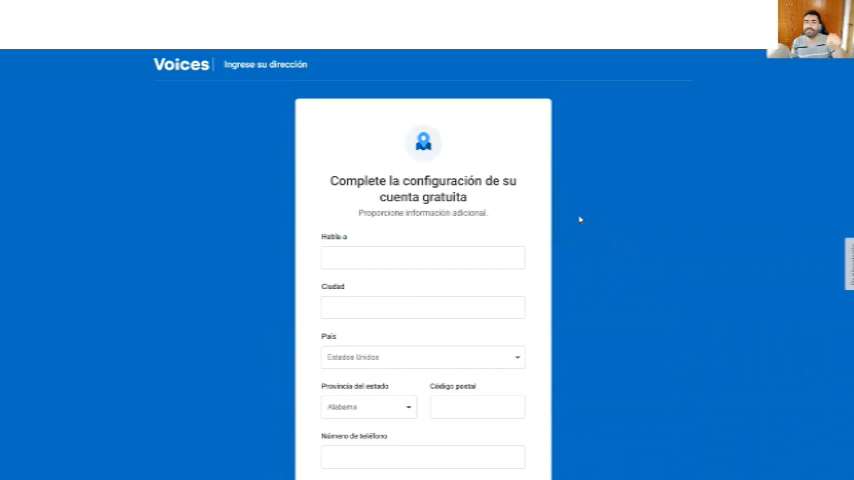 Voices
Ingrese su dirección
Complete la configuración de su
cuenta gratuita
Proporcione información adicional.
Habla a
Ciudad
País
Estados Unidos
Provincia del estado
Código postal
Alabama
Número de teléfono